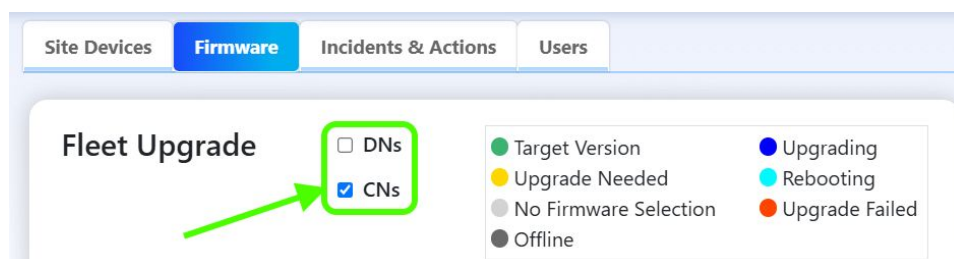 Site Devices Firmware Incidents & Actions Users
Fleet Upgrade
DNs
CNs
Target Version
Upgrade Needed
No Firmware Selection
Offline
Upgrading
Rebooting
Upgrade Failed